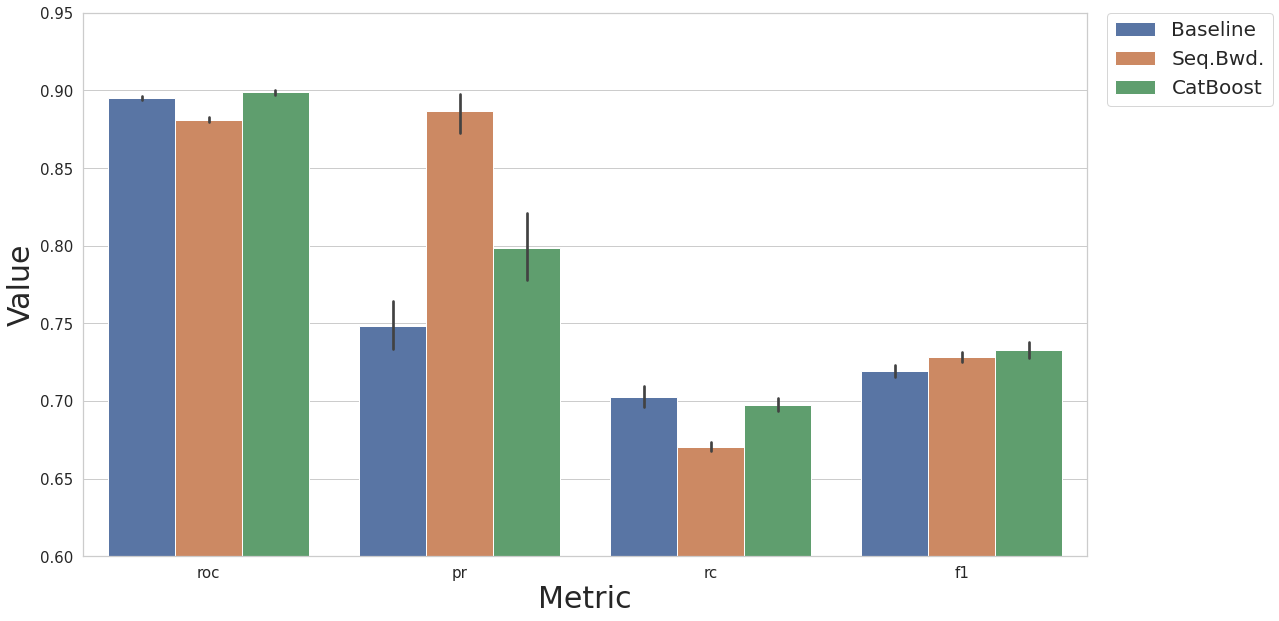 0.95
0.90
0.85
0.80
0.75
0.70
0.65
0.60
Value
roc
pr
rc
f1
Metric
Baseline
Seq.Bwd.
CatBoost